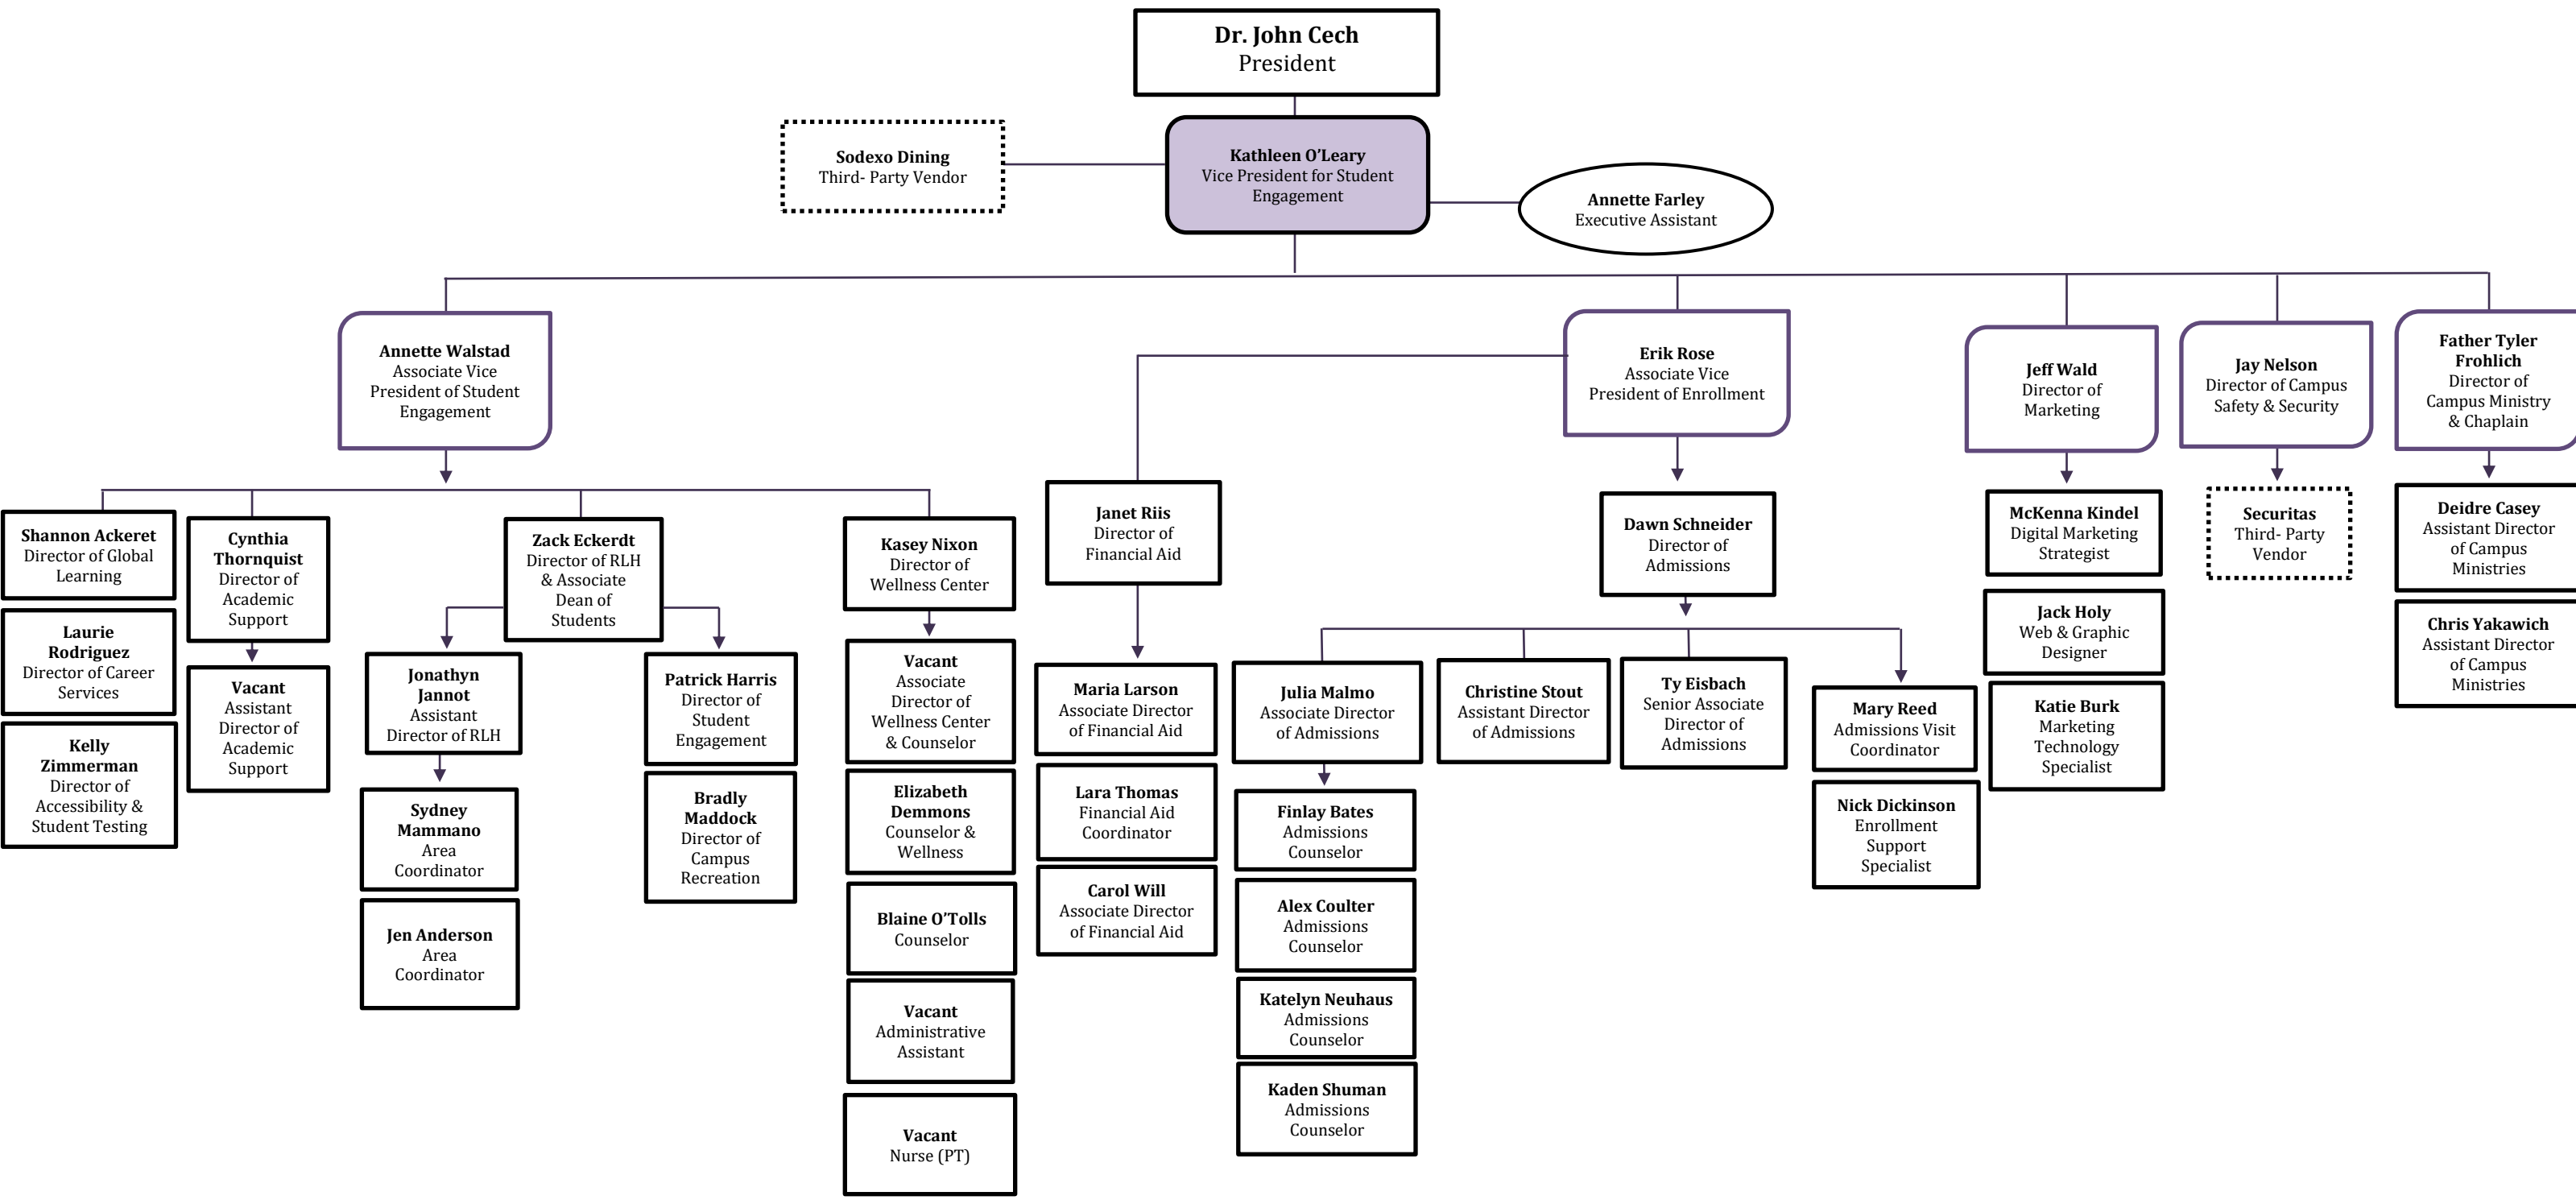 Dr. John Cech
President
Sodexo Dining
Third- Party Vendor
Kathleen O'Leary
Vice President for Student
Engagement
Annette Farley
Executive Assistant
Annette Walstad
Associate Vice
President of Student
Engagement
Erik Rose
Associate Vice
President of Enrollment
Jeff Wald
Director of
Marketing
Jay Nelson
Director of Campus
Safety & Security
Father Tyler
Frohlich
Director of
Campus Ministry
& Chaplain
Shannon Ackeret
Director of Global
Learning
Laurie
Rodriguez
Director of Career
Services
Kelly
Zimmerman
Director of
Accessibility &
Student Testing
Cynthia
Thornquist
Director of
Academic
Support
Vacant
Assistant
Director of
Academic
Support
Zack Eckerdt
Director of RLH
& Associate
Dean of
Students
Jonathyn
Jannot
Assistant
Director of RLH
Sydney
Mammano
Area
Coordinator
Jen Anderson
Area
Coordinator
Patrick Harris
Director of
Student
Engagement
Bradly
Maddock
Director of
Campus
Recreation
Kasey Nixon
Director of
Wellness Center
Vacant
Associate
Director of
Wellness Center
& Counselor
Elizabeth
Demmons
Counselor &
Wellness
Blaine O'Tolls
Counselor
Vacant
Administrative
Assistant
Vacant
Nurse (PT)
Janet Riis
Director of
Financial Aid
Maria Larson
Associate Director
of Financial Aid
Lara Thomas
Financial Aid
Coordinator
Carol Will
Associate Director
of Financial Aid
Dawn Schneider
Director of
Admissions
Julia Malmo
Associate Director
of Admissions
Finlay Bates
Admissions
Counselor
Alex Coulter
Admissions
Counselor
Katelyn Neuhaus
Admissions
Counselor
Kaden Shuman
Admissions
Counselor
Christine Stout
Assistant Director
of Admissions
Ty Eisbach
Senior Associate
Director of
Admissions
Mary Reed
Admissions Visit
Coordinator
Nick Dickinson
Enrollment
Support
Specialist
McKenna Kindel
Digital Marketing
Strategist
Jack Holy
Web & Graphic
Designer
Katie Burk
Marketing
Technology
Specialist
Securitas
Third- Party
Vendor
Deidre Casey
Assistant Director
of Campus
Ministries
Chris Yakawich
Assistant Director
of Campus
Ministries